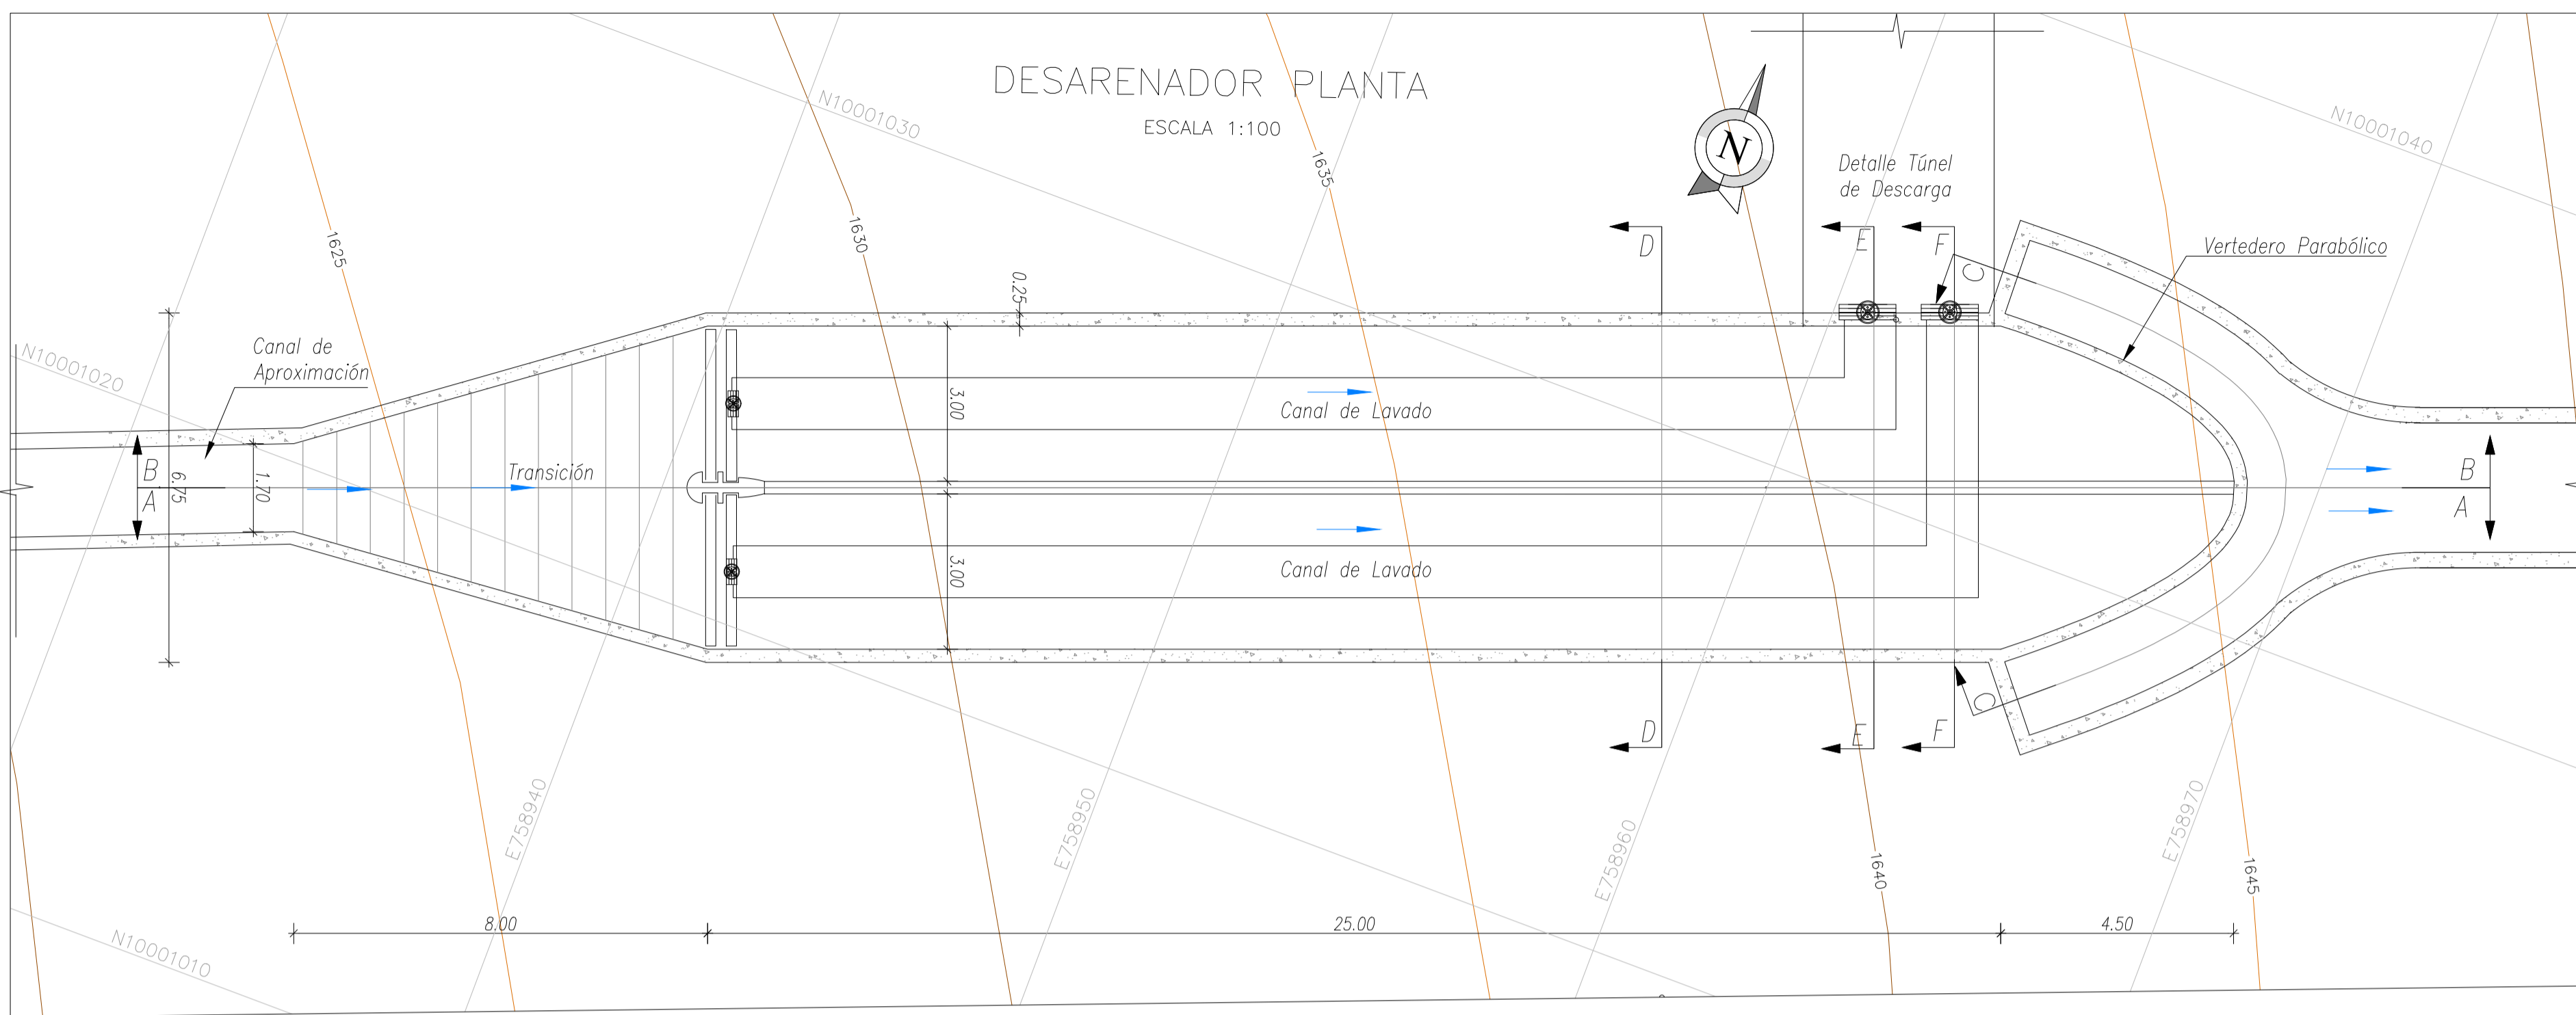 DESARENADOR PLANTA
ESCALA 1:100
N10001030
N10001040
N
1635
Detalle Túnel
de Descarga
1625
1630
D
E
F
C
Vertedero Parabólico
0.25
Canal de
Aproximación
N10001020
3.00
Canal de Lavado
B
A
6.75
1.70
Transición
B
A
3.00
Canal de Lavado
C
D
E
F
E758940
E758950
E758960
E758970
1640
1645
8.00
25.00
4.50
N10001010